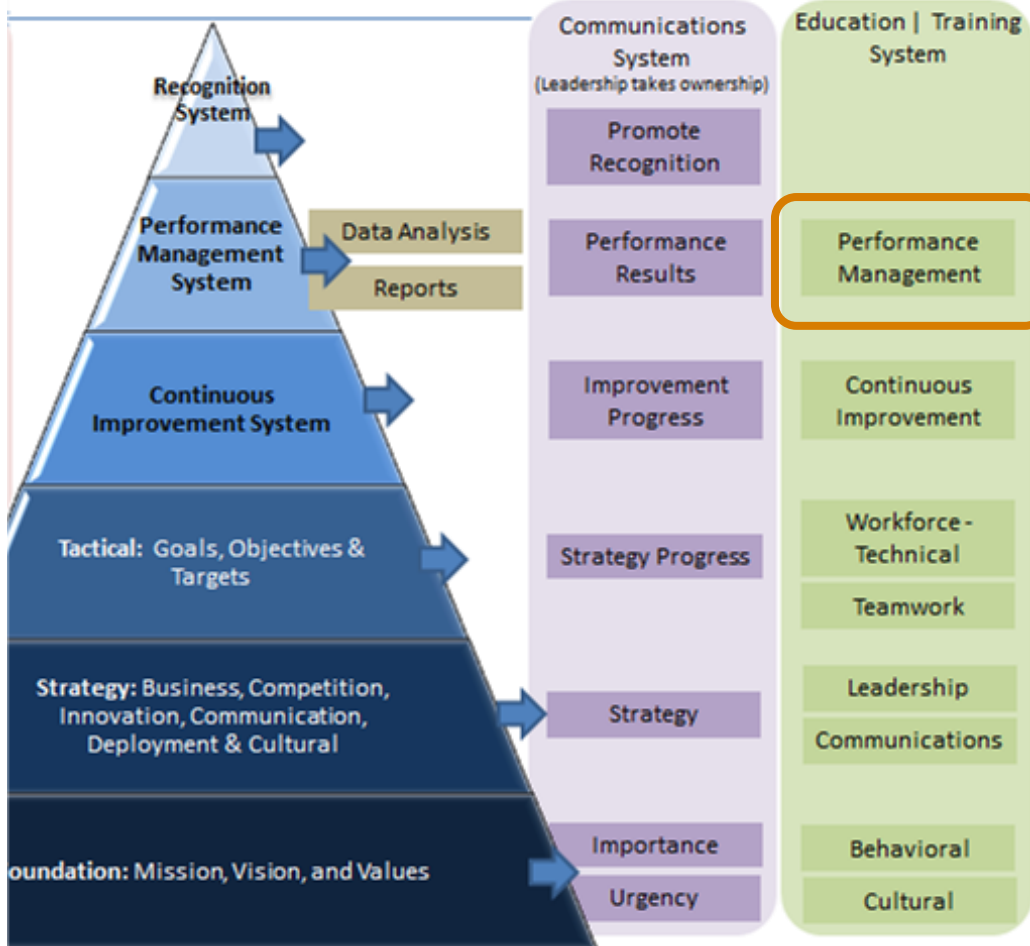 Recognition
System
Performance
Management
System
Data Analysis
Reports
Continuous
Improvement System
Tactical: Goals, Objectives &
Targets
Strategy: Business, Competition,
Innovation, Communication,
Deployment & Cultural
oundation: Mission, Vision, and Values
Communications
System
(Leadership takes ownership)
Promote
Recognition
Performance
Results
Improvement
Progress
Strategy Progress
Strategy
Importance
Urgency
Education | Training
System
Performance
Management
Continuous
Improvement
Workforce-
Technical
Teamwork
Leadership
Communications
Behavioral
Cultural